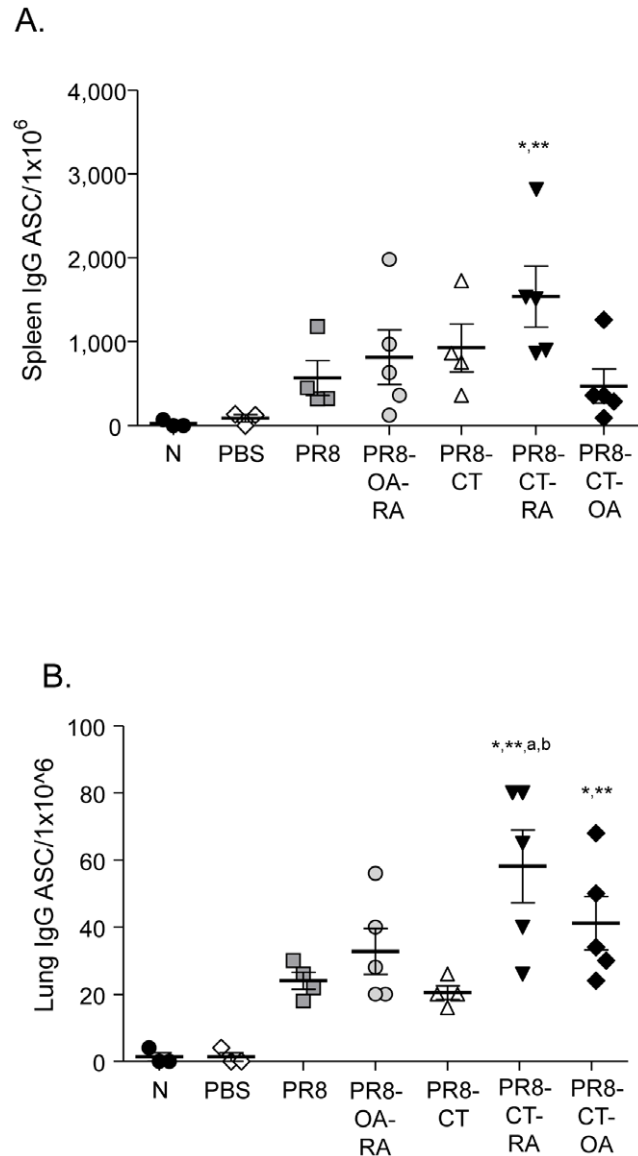 A.
Spleen IgG ASC/1x10⁶
4,000
3,000
2,000
1,000
0
*,**
N PBS PR8 PR8-OA-RA PR8-CT PR8-CT-RA PR8-CT-OA
B.
Lung IgG ASC/1x10^6
100
80
60
40
20
0
*,**,a,b
*,**
N PBS PR8 PR8-OA-RA PR8-CT PR8-CT-RA PR8-CT-OA